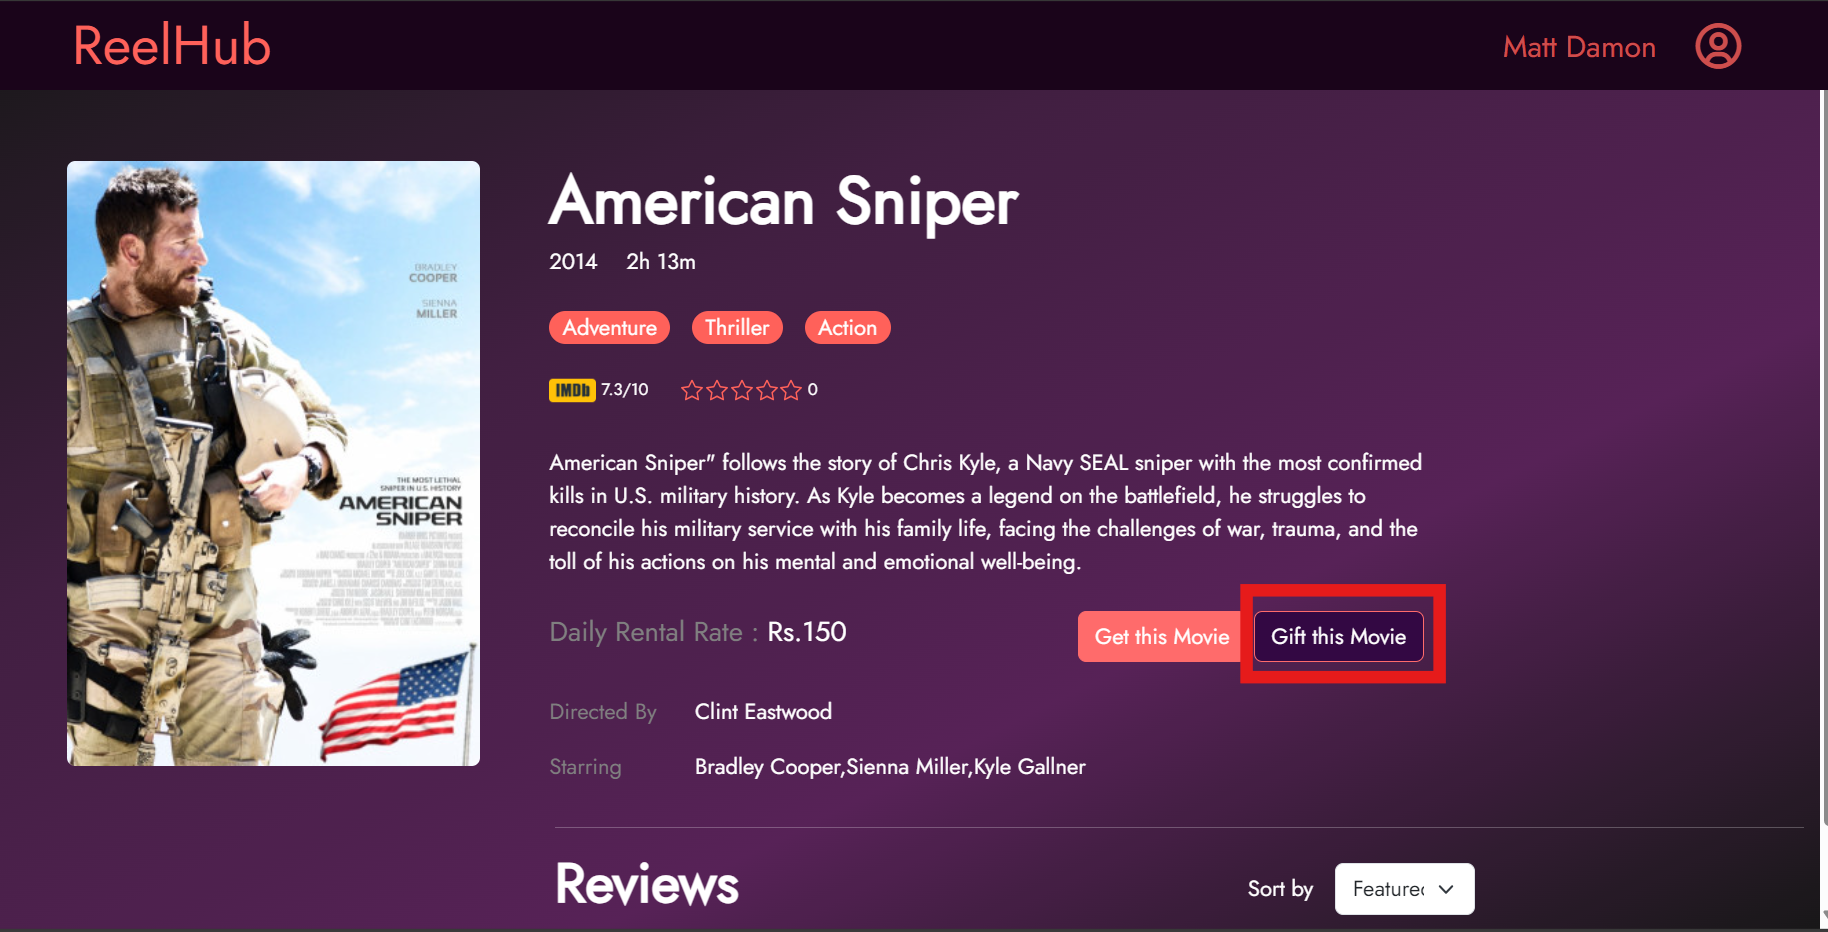 ReelHub
Matt Damon
BRADLEY
COOPER
SIENNA
MILLER
THE MOST LETHAL
SNIPER IN U.S. HISTORY
AMERICAN
SNIPER
American Sniper
2014 2h 13m
Adventure Thriller Action
IMDb 7.3/10 0
American Sniper" follows the story of Chris Kyle, a Navy SEAL sniper with the most confirmed
kills in U.S. military history. As Kyle becomes a legend on the battlefield, he struggles to
reconcile his military service with his family life, facing the challenges of war, trauma, and the
toll of his actions on his mental and emotional well-being.
Daily Rental Rate : Rs.150
Get this Movie Gift this Movie
Directed By Clint Eastwood
Starring Bradley Cooper,Sienna Miller,Kyle Gallner
Reviews
Sort by Featured